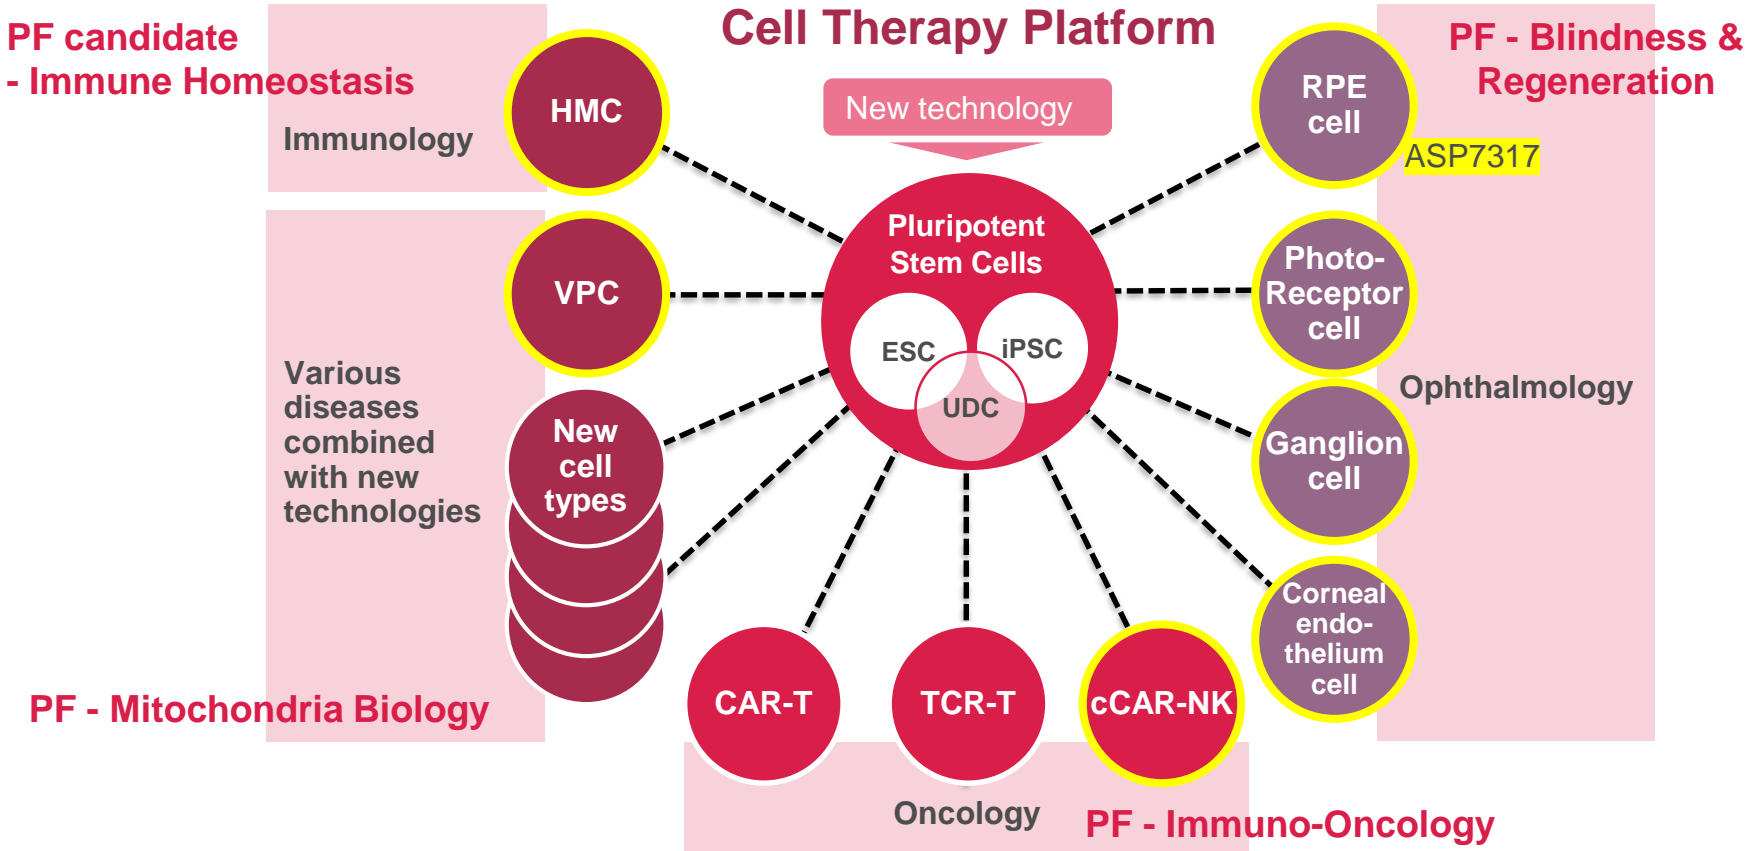 Cell Therapy Platform
PF candidate
- Immune Homeostasis
Immunology
HMC
New technology
RPE
cell
ASP7317
PF - Blindness &
Regeneration
VPC
Various
diseases
combined
with new
technologies
New
cell
types
PF - Mitochondria Biology
Pluripotent
Stem Cells
ESC
iPSC
UDC
Photo-
Receptor
cell
Ophthalmology
Ganglion
cell
Corneal
endo-
thelium
cell
CAR-T
TCR-T
cCAR-NK
Oncology
PF - Immuno-Oncology